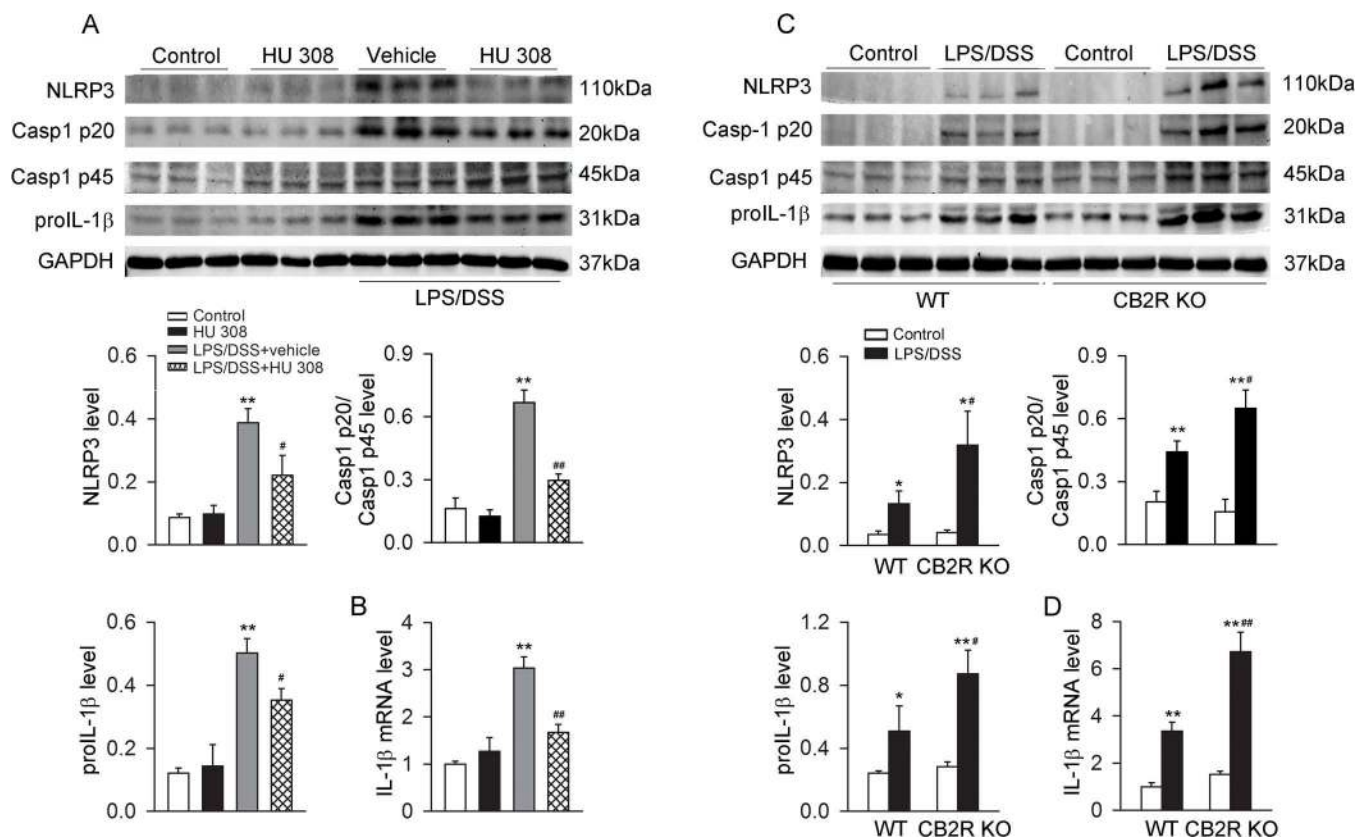 A
Control HU 308 Vehicle HU 308
NLRP3 110kDa
Casp1 p20 20kDa
Casp1 p45 45kDa
proIL-1β 31kDa
GAPDH 37kDa
LPS/DSS
Control
HU 308
LPS/DSS+vehicle
LPS/DSS+HU 308
NLRP3 level
0.6
0.4
0.2
0.0
**
#
Casp1 p20/
Casp1 p45 level
0.9
0.6
0.3
0.0
**
##
proIL-1β level
0.6
0.4
0.2
0.0
**
#
B
IL-1β mRNA level
4
3
2
1
0
**
##
C
Control LPS/DSS Control LPS/DSS
NLRP3 110kDa
Casp-1 p20 20kDa
Casp1 p45 45kDa
proIL-1β 31kDa
GAPDH 37kDa
WT CB2R KO
Control
LPS/DSS
NLRP3 level
0.6
0.4
0.2
0.0
*
*#
WT CB2R KO
Casp1 p20/
Casp1 p45 level
0.9
0.6
0.3
0.0
**
**#
proIL-1β level
1.2
0.8
0.4
0.0
*
**#
WT CB2R KO
D
IL-1β mRNA level
8
6
4
2
0
**
**##
WT CB2R KO